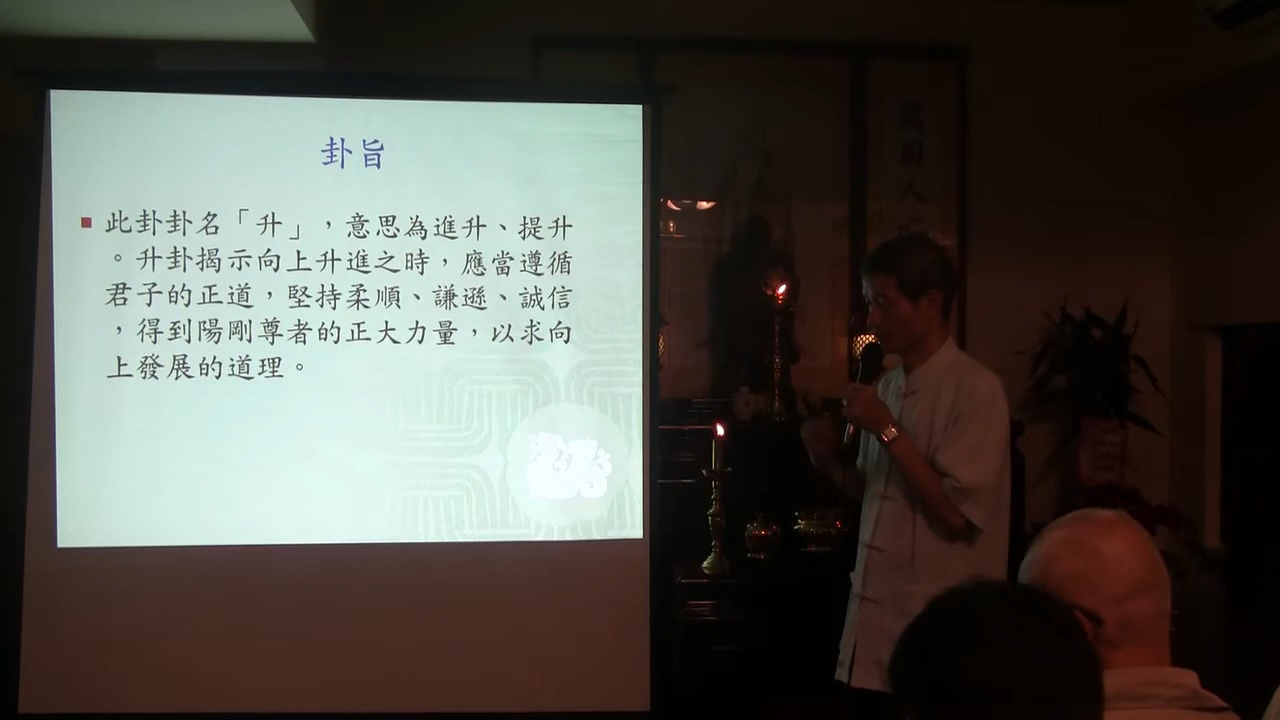 卦旨
此卦卦名「升」，意思為進升、提升
。升卦揭示向上升進之時，應當遵循
君子的正道，堅持柔順、謙遜、誠信
，得到陽剛尊者的正大力量，以求向
上發展的道理。